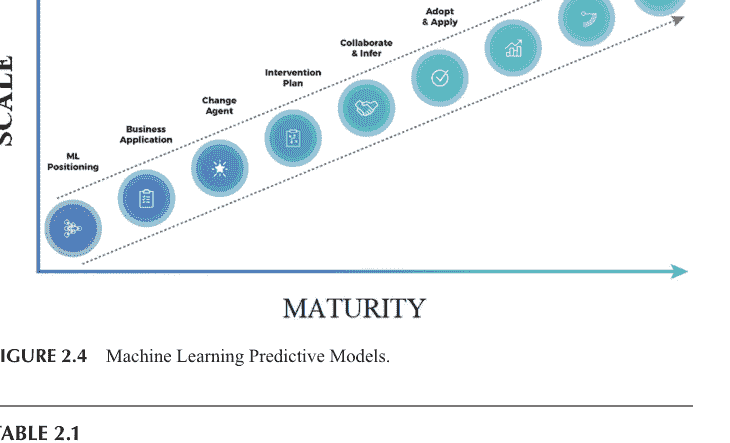 Adopt
& Apply
Collaborate
& Infer
Intervention
Plan
Change
Agent
Business
Application
ML
Positioning
SCALE
MATURITY
IGURE 2.4 Machine Learning Predictive Models.
TABLE 2.1